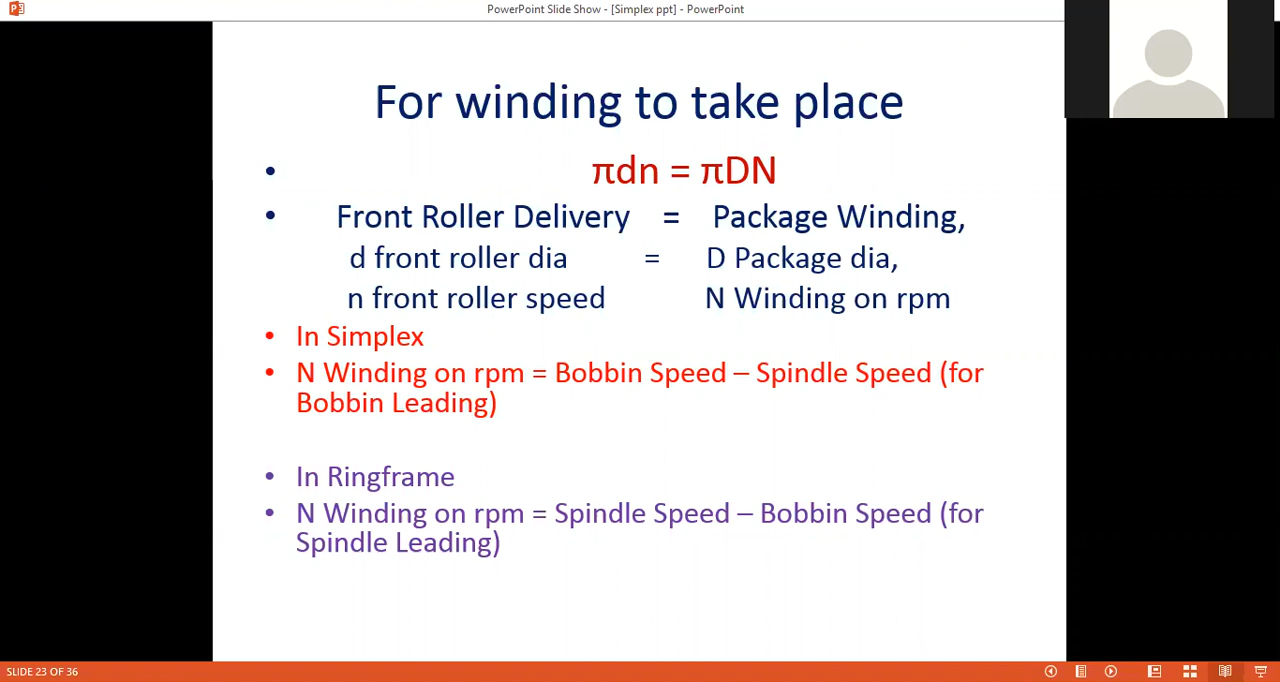 PowerPoint Slide Show - [Simplex ppt] - PowerPoint
For winding to take place
• πdn = πDN
• Front Roller Delivery = Package Winding,
d front roller dia = D Package dia,
n front roller speed N Winding on rpm
• In Simplex
• N Winding on rpm = Bobbin Speed – Spindle Speed (for
Bobbin Leading)
• In Ringframe
• N Winding on rpm = Spindle Speed – Bobbin Speed (for
Spindle Leading)
SLIDE 23 OF 36